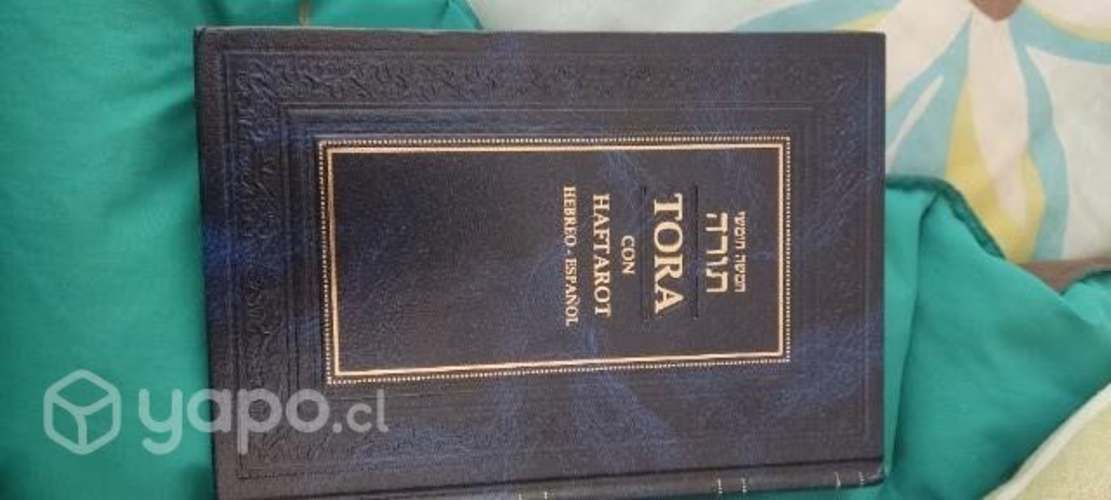 חמשה חומשי
תורה
TORA
CON
HAFTAROT
HEBREO - ESPAÑOL
yapo.cl